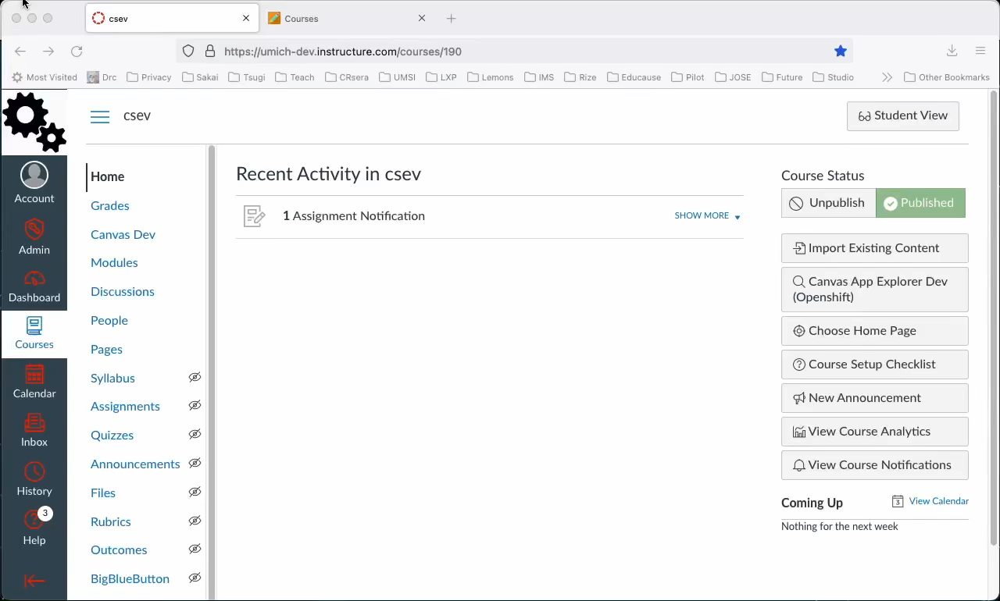 csev
Courses
https://umich-dev.instructure.com/courses/190
Most Visited Drc Privacy Sakai Tsugi Teach CRsera UMSI LXP Lemons IMS Rize Educause Pilot JOSE Future Studio Other Bookmarks
csev
Student View
Account
Admin
Dashboard
Courses
Calendar
Inbox
History
3
Help
Home
Grades
Canvas Dev
Modules
Discussions
People
Pages
Syllabus
Assignments
Quizzes
Announcements
Files
Rubrics
Outcomes
BigBlueButton
Recent Activity in csev
1 Assignment Notification
SHOW MORE
Course Status
Unpublish Published
Import Existing Content
Canvas App Explorer Dev
(Openshift)
Choose Home Page
Course Setup Checklist
New Announcement
View Course Analytics
View Course Notifications
Coming Up
3 View Calendar
Nothing for the next week